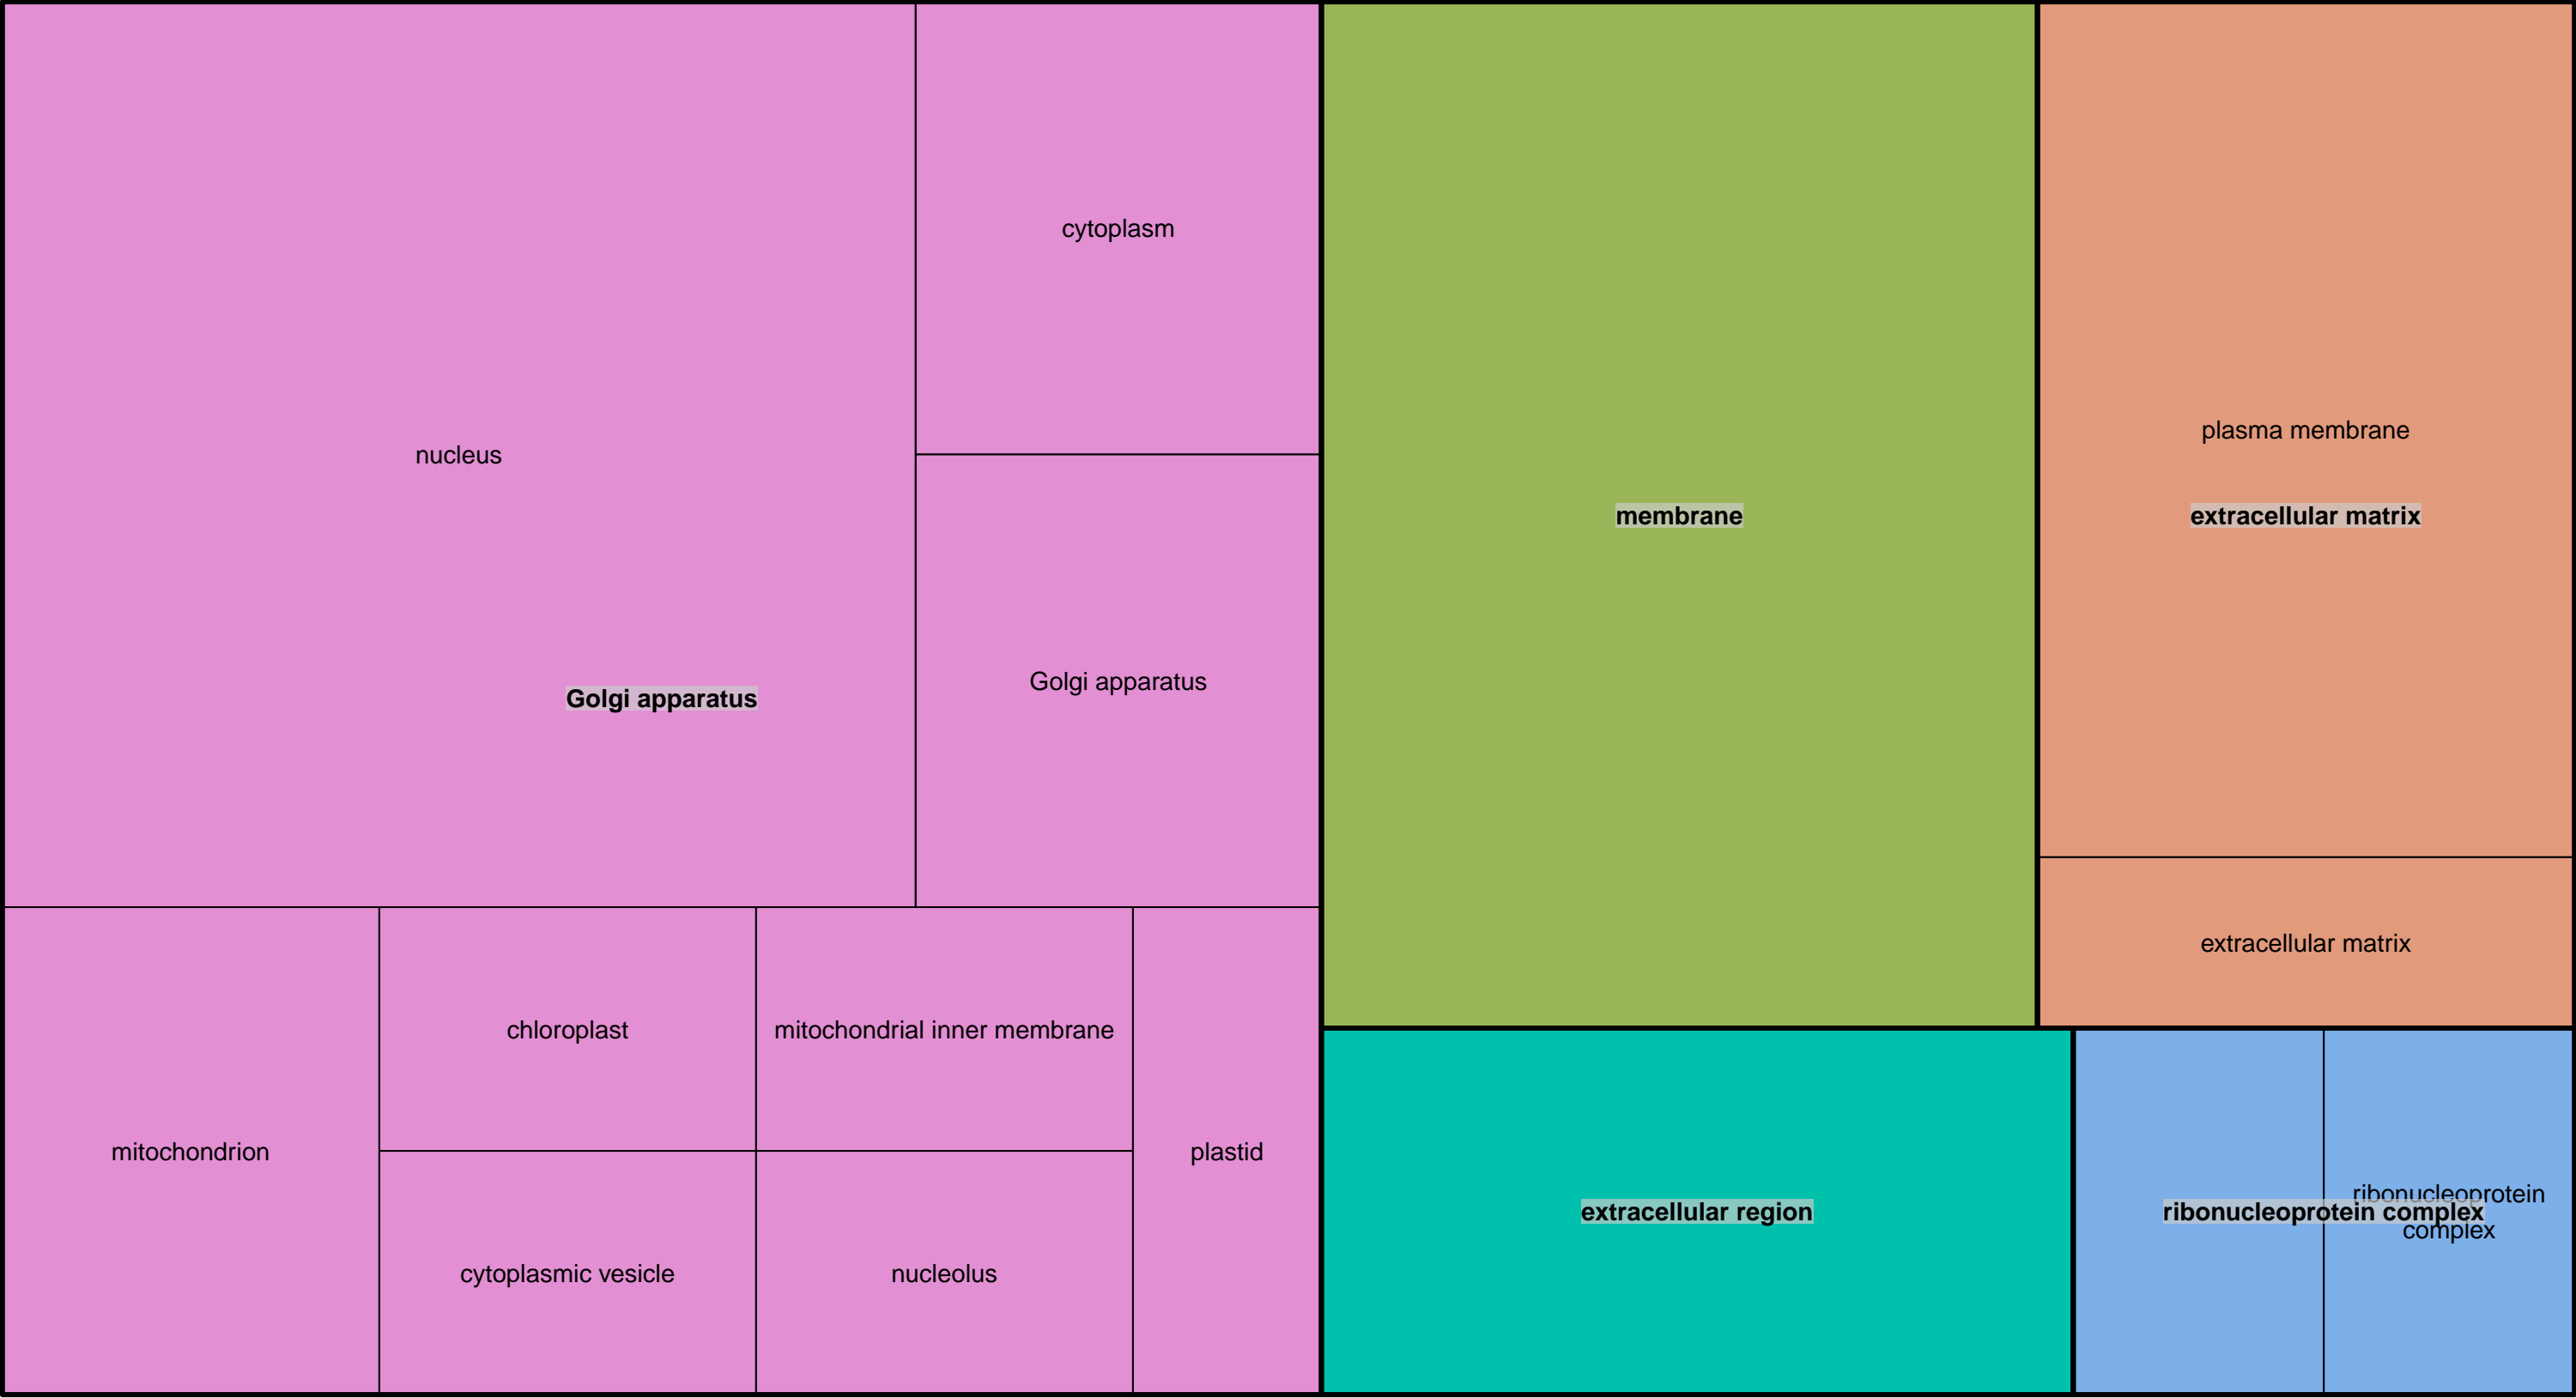 nucleus
cytoplasm
Golgi apparatus
Golgi apparatus
mitochondrion
chloroplast
mitochondrial inner membrane
cytoplasmic vesicle
nucleolus
plastid
membrane
plasma membrane
extracellular matrix
extracellular matrix
extracellular region
ribonucleoprotein complex
ribonucleoprotein
complex